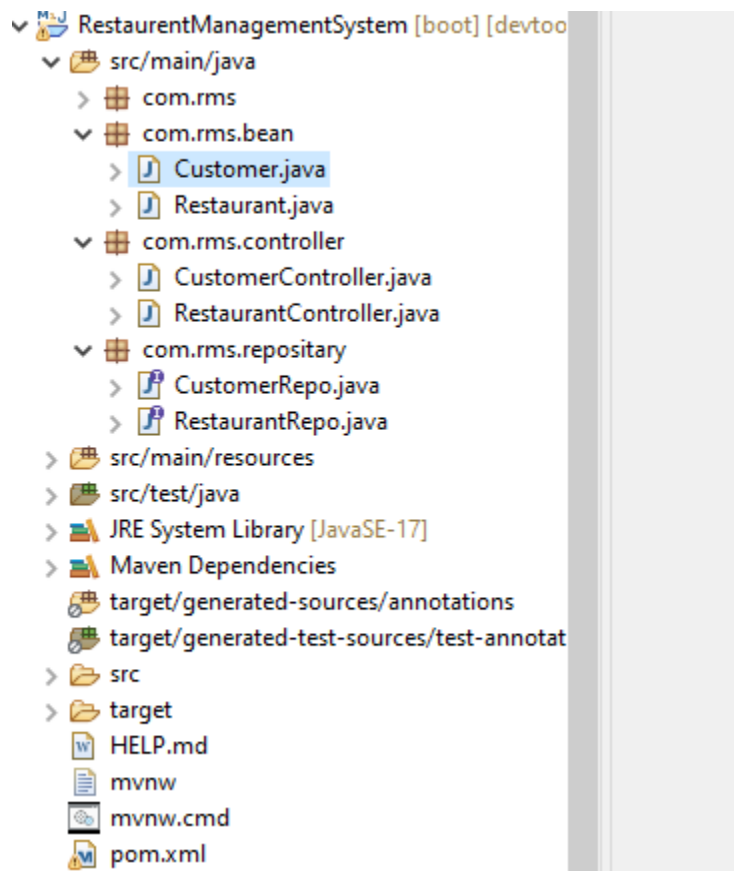 RestaurentManagementSystem [boot] [devtoo
src/main/java
com.rms
com.rms.bean
Customer.java
Restaurant.java
com.rms.controller
CustomerController.java
RestaurantController.java
com.rms.repositary
CustomerRepo.java
RestaurantRepo.java
src/main/resources
src/test/java
JRE System Library [JavaSE-17]
Maven Dependencies
target/generated-sources/annotations
target/generated-test-sources/test-annotat
src
target
HELP.md
mvnw
mvnw.cmd
pom.xml